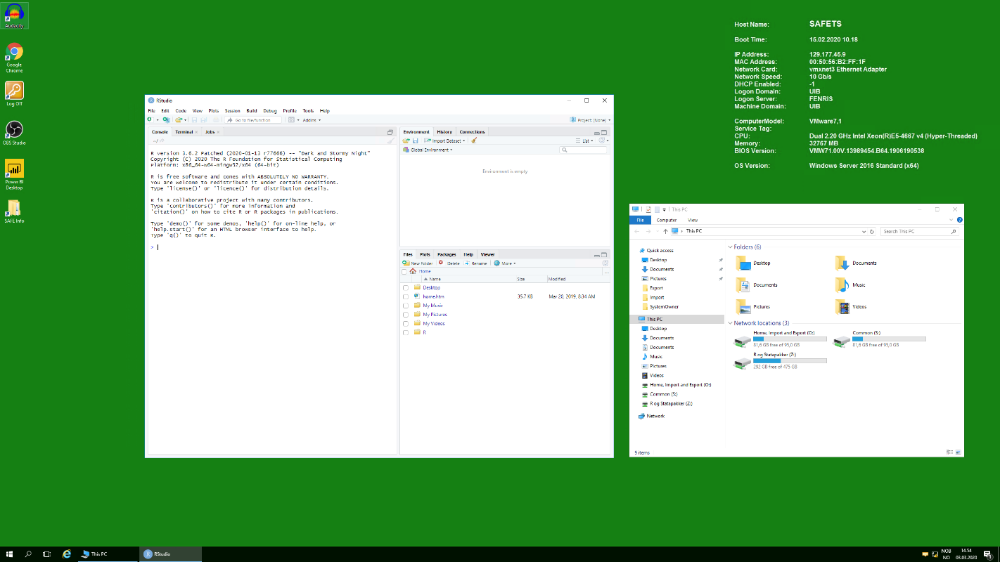 Audacity
Google
Chrome
Log Off
OBS Studio
Power BI
Desktop
SAFE Info
Host Name: SAFETS
Boot Time: 15.02.2020 10.18
IP Address: 129.177.45.9
MAC Address: 00:50:56:B2:FF:1F
Network Card: vmxnet3 Ethernet Adapter
Network Speed: 10 Gb/s
DHCP Enabled: -1
Logon Domain: UIB
Logon Server: FENRIS
Machine Domain: UIB
ComputerModel: VMware7,1
Service Tag:
CPU: Dual 2.20 GHz Intel Xeon(R)E5-4667 v4 (Hyper-Threaded)
Memory: 32767 MB
BIOS Version: VMW71.00V.13989454.B64.1906190538
OS Version: Windows Server 2016 Standard (x64)
RStudio
File Edit Code View Plots Session Build Debug Profile Tools Help
Go to file/function Addins Project: (None)
Console Terminal Jobs
~/
R version 3.6.2 Patched (2020-01-13 r77666) -- "Dark and Stormy Night"
Copyright (C) 2020 The R Foundation for Statistical Computing
Platform: x86_64-w64-mingw32/x64 (64-bit)
R is free software and comes with ABSOLUTELY NO WARRANTY.
You are welcome to redistribute it under certain conditions.
Type 'license()' or 'licence()' for distribution details.
R is a collaborative project with many contributors.
Type 'contributors()' for more information and
'citation()' on how to cite R or R packages in publications.
Type 'demo()' for some demos, 'help()' for on-line help, or
'help.start()' for an HTML browser interface to help.
Type 'q()' to quit R.
>
Environment History Connections
Import Dataset List
Global Environment
Environment is empty
Files Plots Packages Help Viewer
New Folder Delete Rename More
Home ...
Name Size Modified
Desktop
home.htm 35.7 KB Mar 20, 2019, 8:34 AM
My Music
My Pictures
My Videos
R
This PC
File Computer View
This PC Search This PC
Quick access
Desktop
Documents
Pictures
Export
Import
SystemOwner
This PC
Desktop
Documents
Documents
Music
Pictures
Videos
Home, Import and Export (O:)
Common (S:)
R og Statapakker (Z:)
Network
Folders (6)
Desktop Documents
Documents Music
Pictures Videos
Network locations (3)
Home, Import and Export (O:) Common (S:)
81,6 GB free of 95,0 GB 81,6 GB free of 95,0 GB
R og Statapakker (Z:)
292 GB free of 475 GB
9 items
This PC RStudio
NOB 14.54
NO 03.03.2020
1